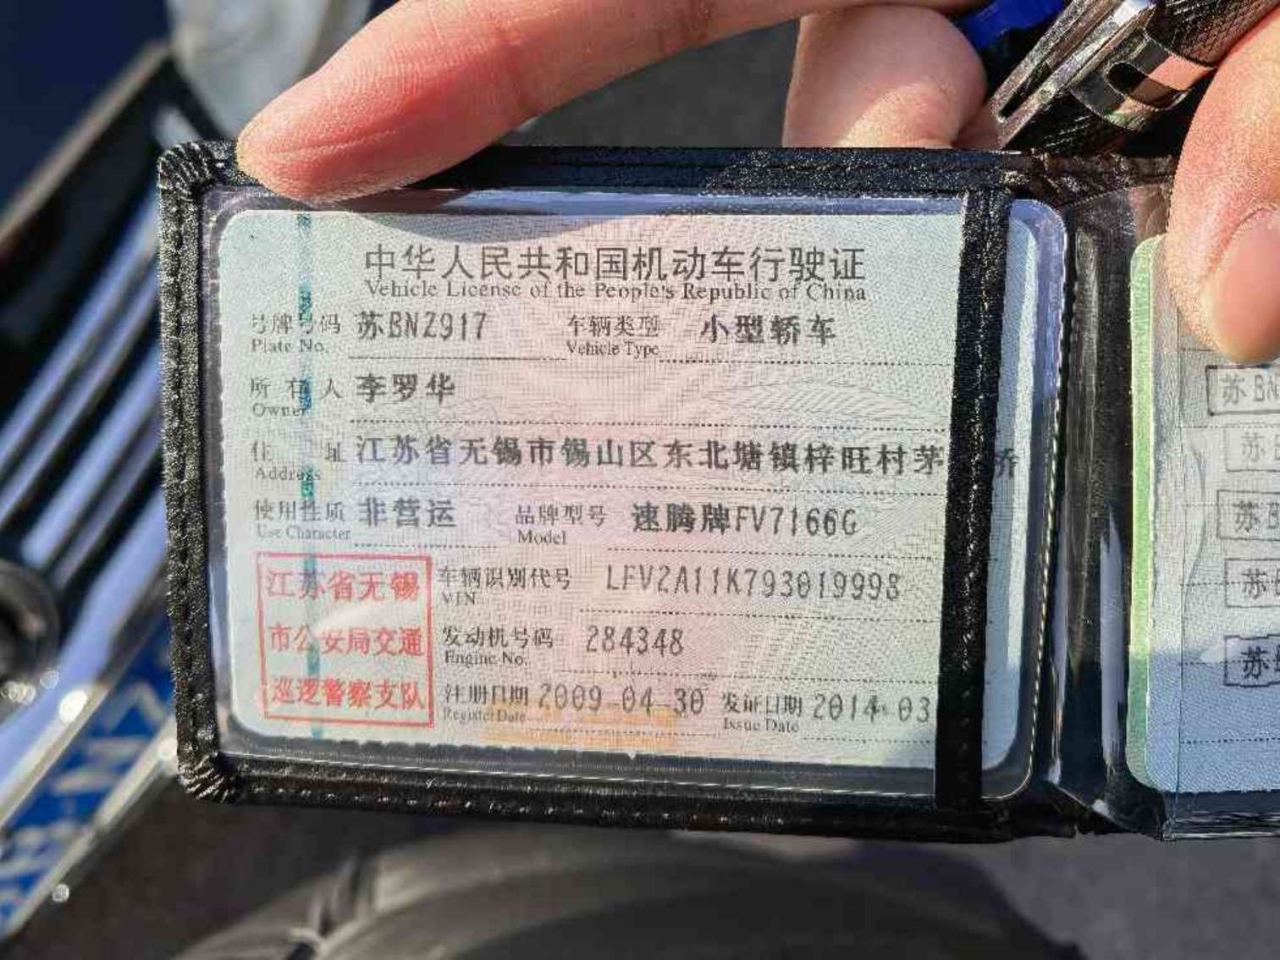 中华人民共和国机动车行驶证
Vehicle License of the People's Republic of China
号牌号码 苏BNZ917 车辆类型 小型轿车
Plate No. Vehicle Type
所有人 李罗华
Owner
住址 江苏省无锡市锡山区东北塘镇梓旺村茅 桥
Address
使用性质 非营运 品牌型号 速腾牌FV7166G
Use Character Model
江苏省无锡
市公安局交通
巡逻警察支队
车辆识别代号 LFV2A11K793019998
VIN
发动机号码 284348
Engine No.
注册日期 2009-04-30 发证日期 2014-03
Register Date Issue Date
苏BN
苏B
苏B
苏
苏